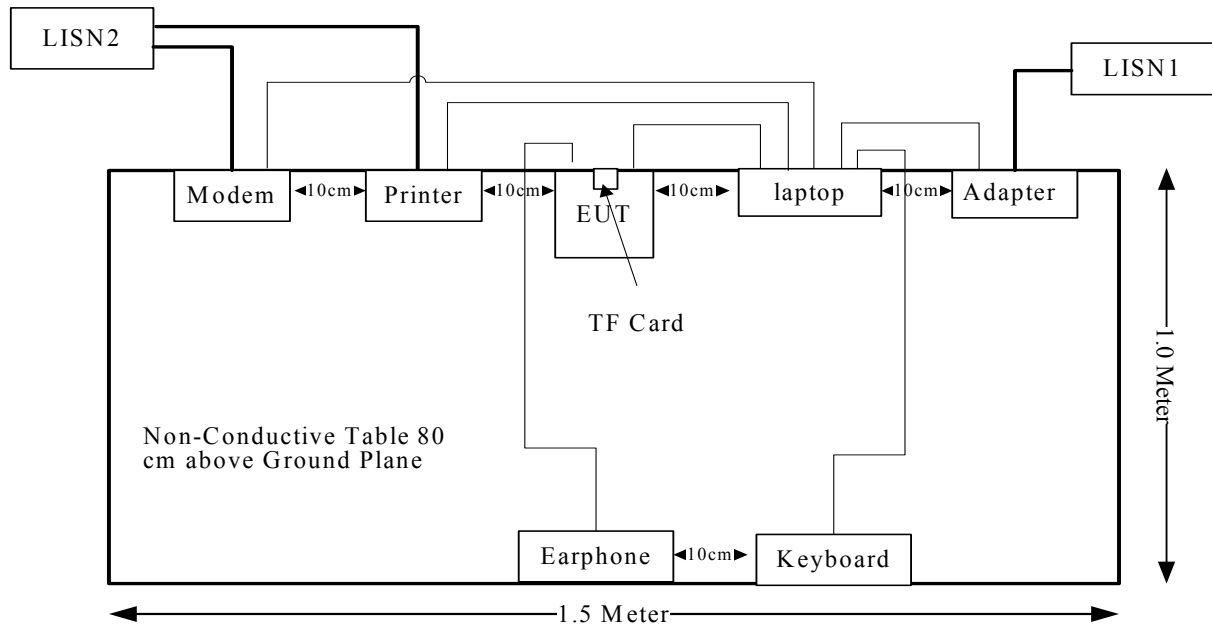 LISN2
LISN1
Modem
10cm
Printer
10cm
EUT
10cm
laptop
10cm
Adapter
TF Card
1.0 Meter
Non-Conductive Table 80
cm above Ground Plane
Earphone
10cm
Keyboard
1.5 Meter